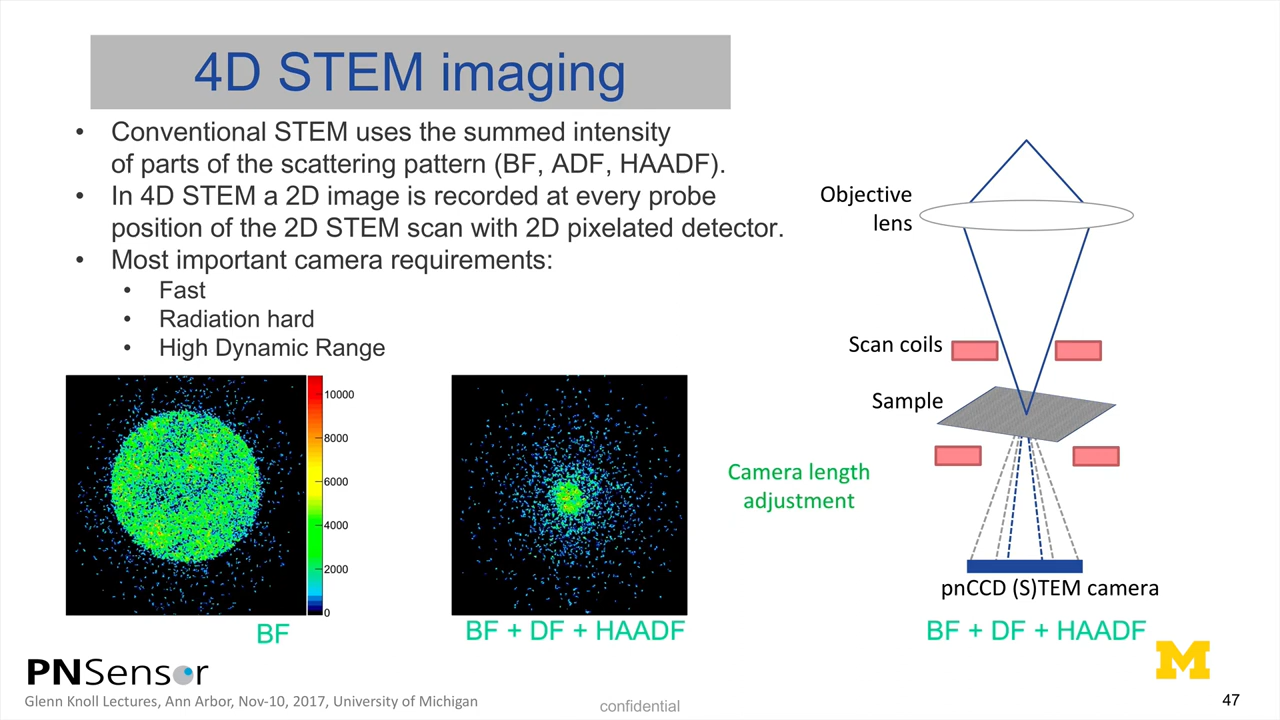 4D STEM imaging
• Conventional STEM uses the summed intensity
of parts of the scattering pattern (BF, ADF, HAADF).
• In 4D STEM a 2D image is recorded at every probe
position of the 2D STEM scan with 2D pixelated detector.
• Most important camera requirements:
• Fast
• Radiation hard
• High Dynamic Range
10000
8000
6000
4000
2000
0
BF
BF + DF + HAADF
Objective
lens
Scan coils
Sample
Camera length
adjustment
pnCCD (S)TEM camera
BF + DF + HAADF
M
PNSensor
Glenn Knoll Lectures, Ann Arbor, Nov-10, 2017, University of Michigan
confidential
47